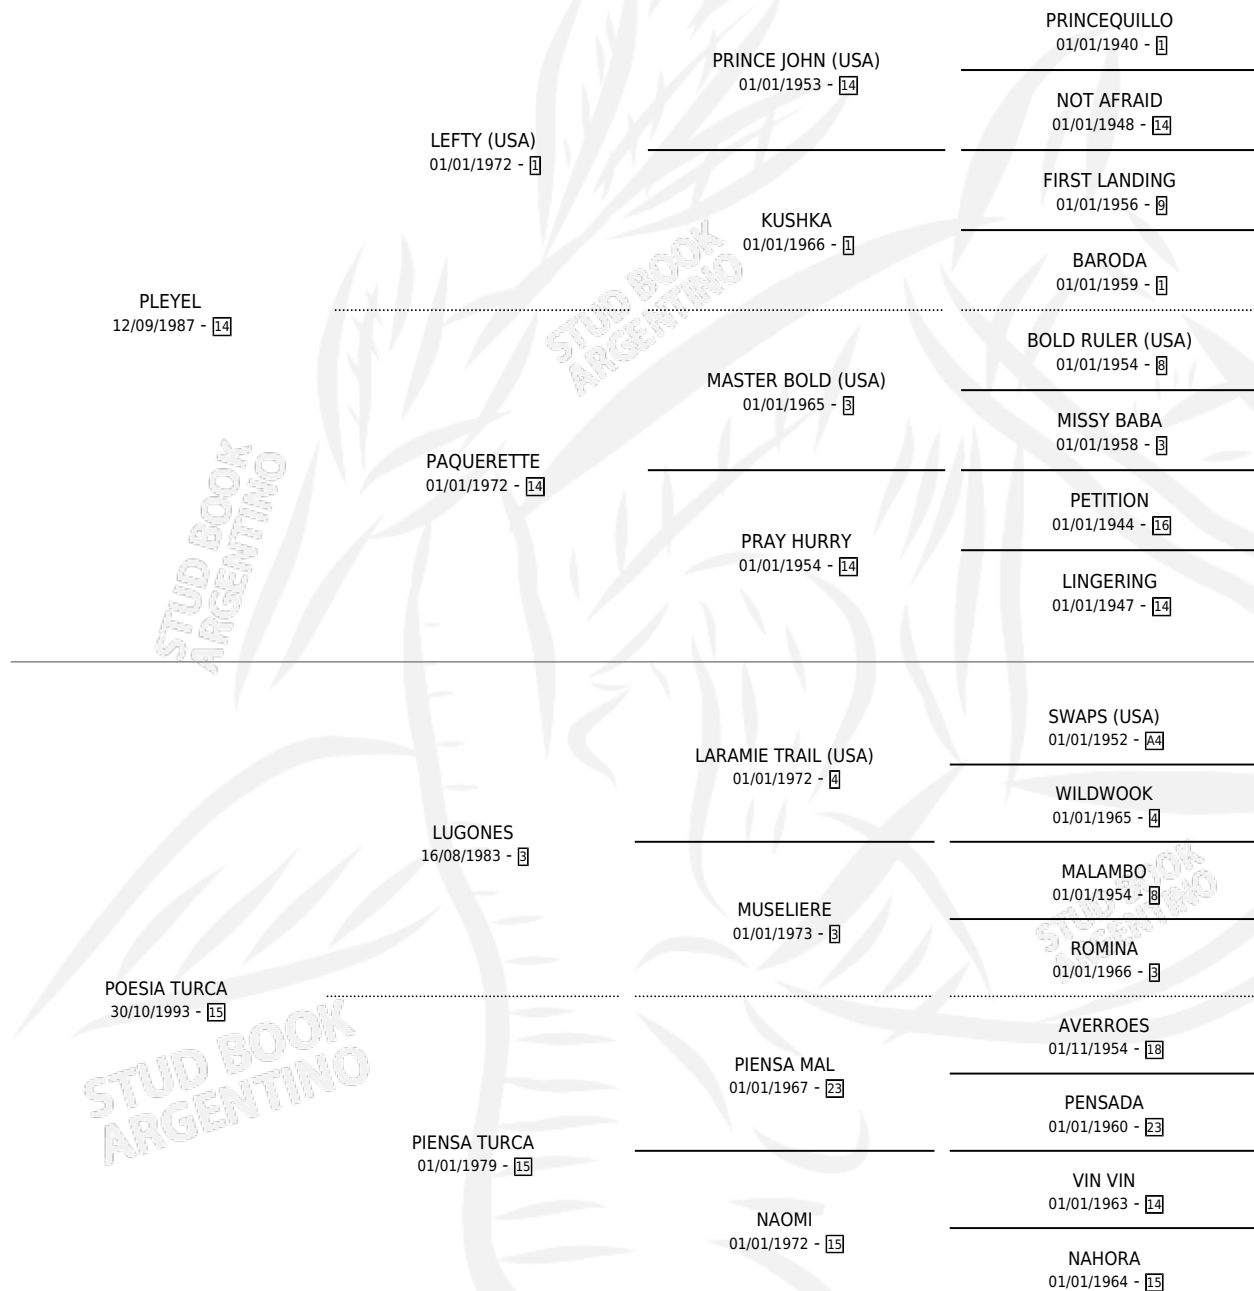 PRINCEQUILLO
01/01/1940 - 1
PRINCE JOHN (USA)
01/01/1953 - 14
NOT AFRAID
01/01/1948 - 14
LEFTY (USA)
01/01/1972 - 1
FIRST LANDING
01/01/1956 - 9
KUSHKA
01/01/1966 - 1
BARODA
01/01/1959 - 1
PLEYEL
12/09/1987 - 14
STUD BOOK
ARGENTINO
BOLD RULER (USA)
01/01/1954 - 8
MASTER BOLD (USA)
01/01/1965 - 3
MISSY BABA
01/01/1958 - 3
PAQUERETTE
01/01/1972 - 14
PETITION
01/01/1944 - 16
PRAY HURRY
01/01/1954 - 14
LINGERING
01/01/1947 - 14
STUD BOOK
ARGENTINO
SWAPS (USA)
01/01/1952 - A4
LARAMIE TRAIL (USA)
01/01/1972 - 4
WILDWOOK
01/01/1965 - 4
LUGONES
16/08/1983 - 3
MALAMBO
01/01/1954 - 8
MUSELIERE
01/01/1973 - 3
ROMINA
01/01/1966 - 3
STUD BOOK
ARGENTINO
POESIA TURCA
30/10/1993 - 15
AVERROES
01/11/1954 - 18
PIENSA MAL
01/01/1967 - 23
PENSADA
01/01/1960 - 23
STUD BOOK
ARGENTINO
PIENSA TURCA
01/01/1979 - 15
VIN VIN
01/01/1963 - 14
NAOMI
01/01/1972 - 15
NAHORA
01/01/1964 - 15